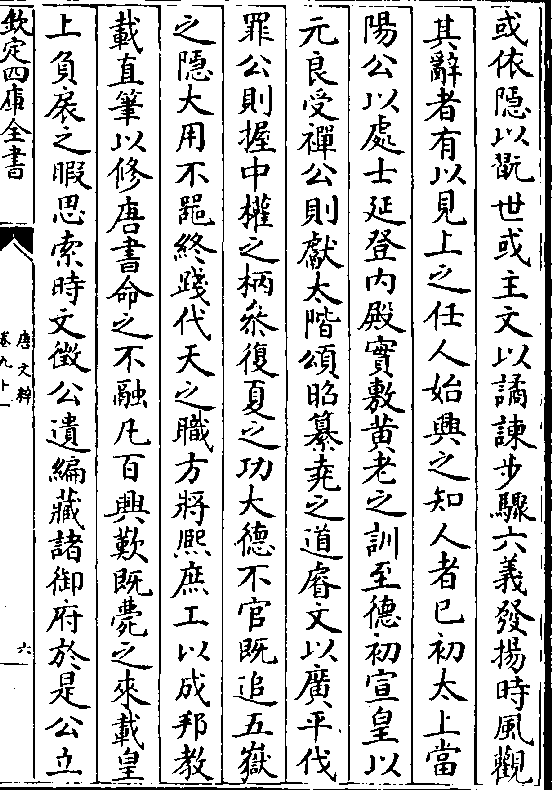 或依隱以翫世或主文以譎諫步驟六義發揚時風觀
其辭者有以見上之任人始興之知人者已初太上當
陽公以處士延登内殿實敷黄老之訓至德初宣皇以
元良受禪公則獻太階頌昭纂堯之道睿文以廣平伐
罪公則握中權之柄叅復夏之功大德不官既追五嶽
之隱大用不噐終踐代天之職方將熙庶工以成邦教
載直筆以修唐書命之不融凡百興歎既薨之來載皇
上負扆之暇思索時文徵公遺編藏諸御府於是公立
欽定四庫全書
唐文粹
卷九十一
六